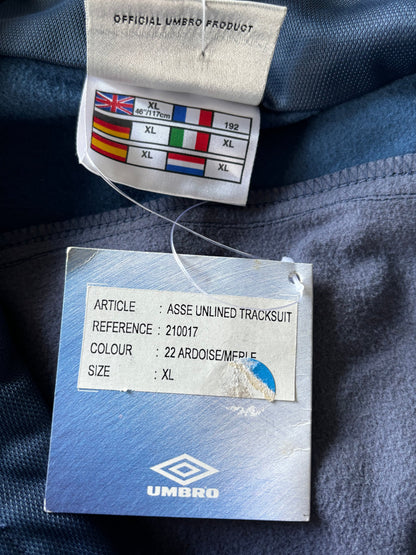 OFFICIAL UMBRO PRODUCT
XL
46"/117cm
192
XL
XL
XL
XL
ARTICLE : ASSE UNLINED TRACKSUIT
REFERENCE : 210017
COLOUR : 22 ARDOISE/MERLE
SIZE : XL
UMBRO